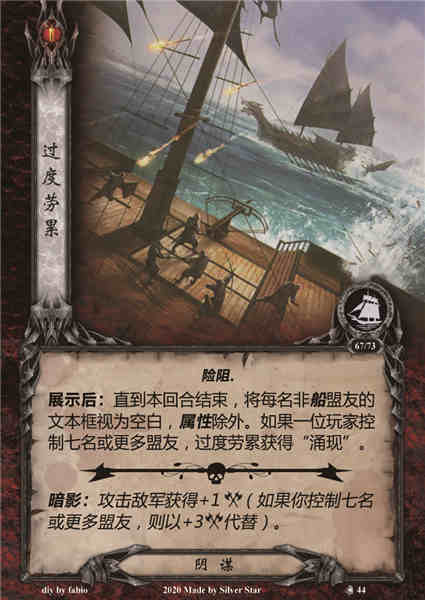 过度劳累
67/73
险阻.
展示后：直到本回合结束，将每名非船盟友的
文本框视为空白，属性除外。如果一位玩家控
制七名或更多盟友，过度劳累获得“涌现”。
暗影：攻击敌军获得+1（如果你控制七名
或更多盟友，则以+3代替）。
阴谋
diy by fabio
2020 Made by Silver Star
44